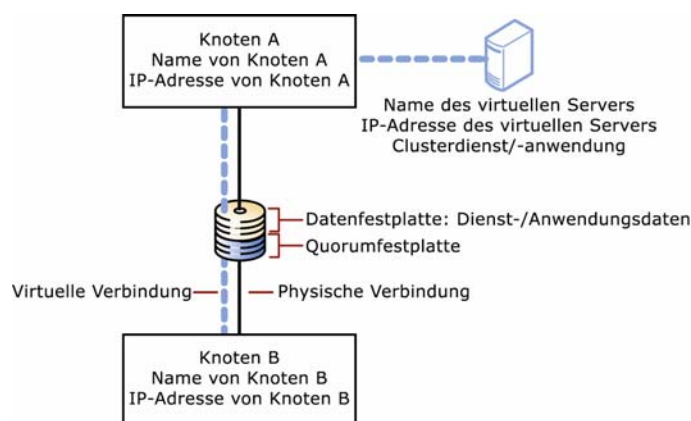 Knoten A
Name von Knoten A
IP-Adresse von Knoten A
Name des virtuellen Servers
IP-Adresse des virtuellen Servers
Clusterdienst/-anwendung
Datenfestplatte: Dienst-/Anwendungsdaten
Quorumfestplatte
Virtuelle Verbindung
Physische Verbindung
Knoten B
Name von Knoten B
IP-Adresse von Knoten B